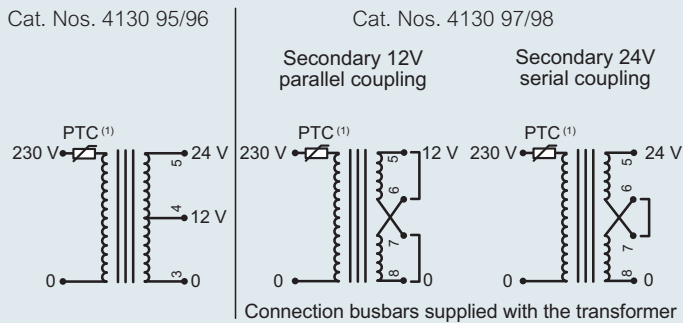 Cat. Nos. 4130 95/96
PTC (1)
230 V
5
24 V
4
12 V
3
0
0
Cat. Nos. 4130 97/98
Secondary 12V
parallel coupling
PTC (1)
230 V
5
12 V
6
7
8
0
0
Secondary 24V
serial coupling
PTC (1)
230 V
5
24 V
6
7
8
0
0
Connection busbars supplied with the transformer